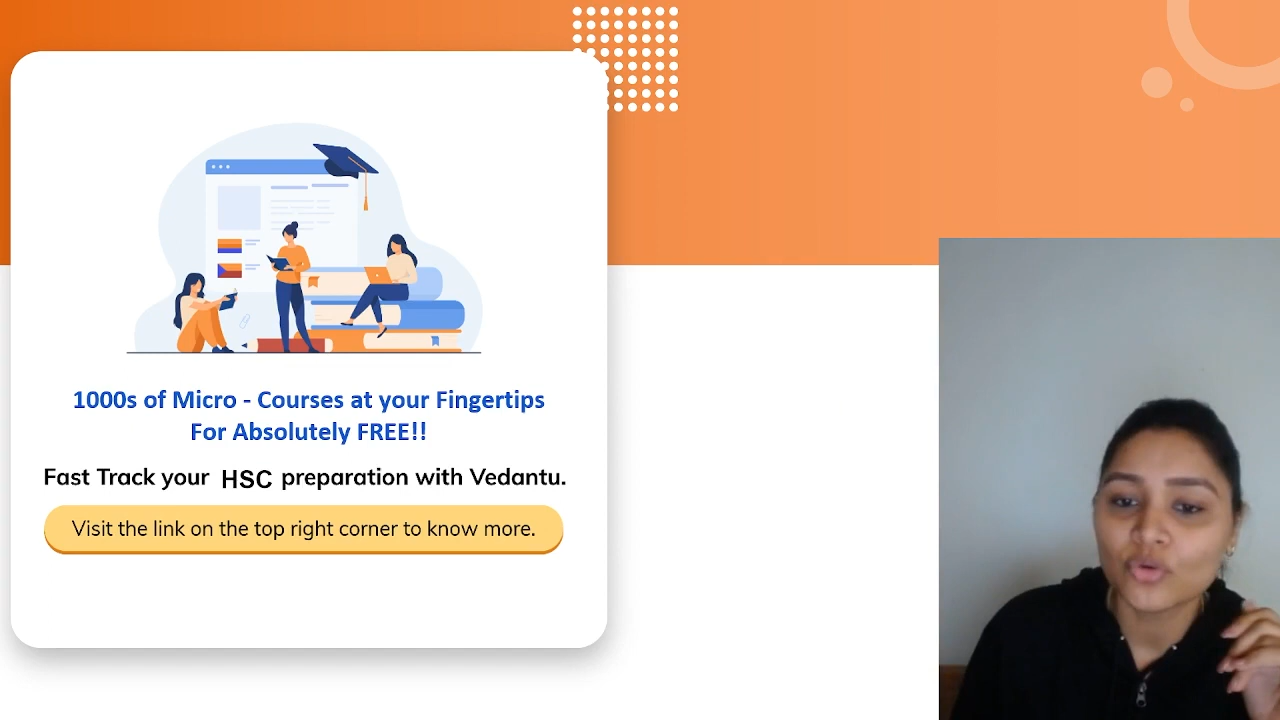 1000s of Micro - Courses at your Fingertips
For Absolutely FREE!!
Fast Track your HSC preparation with Vedantu.
Visit the link on the top right corner to know more.